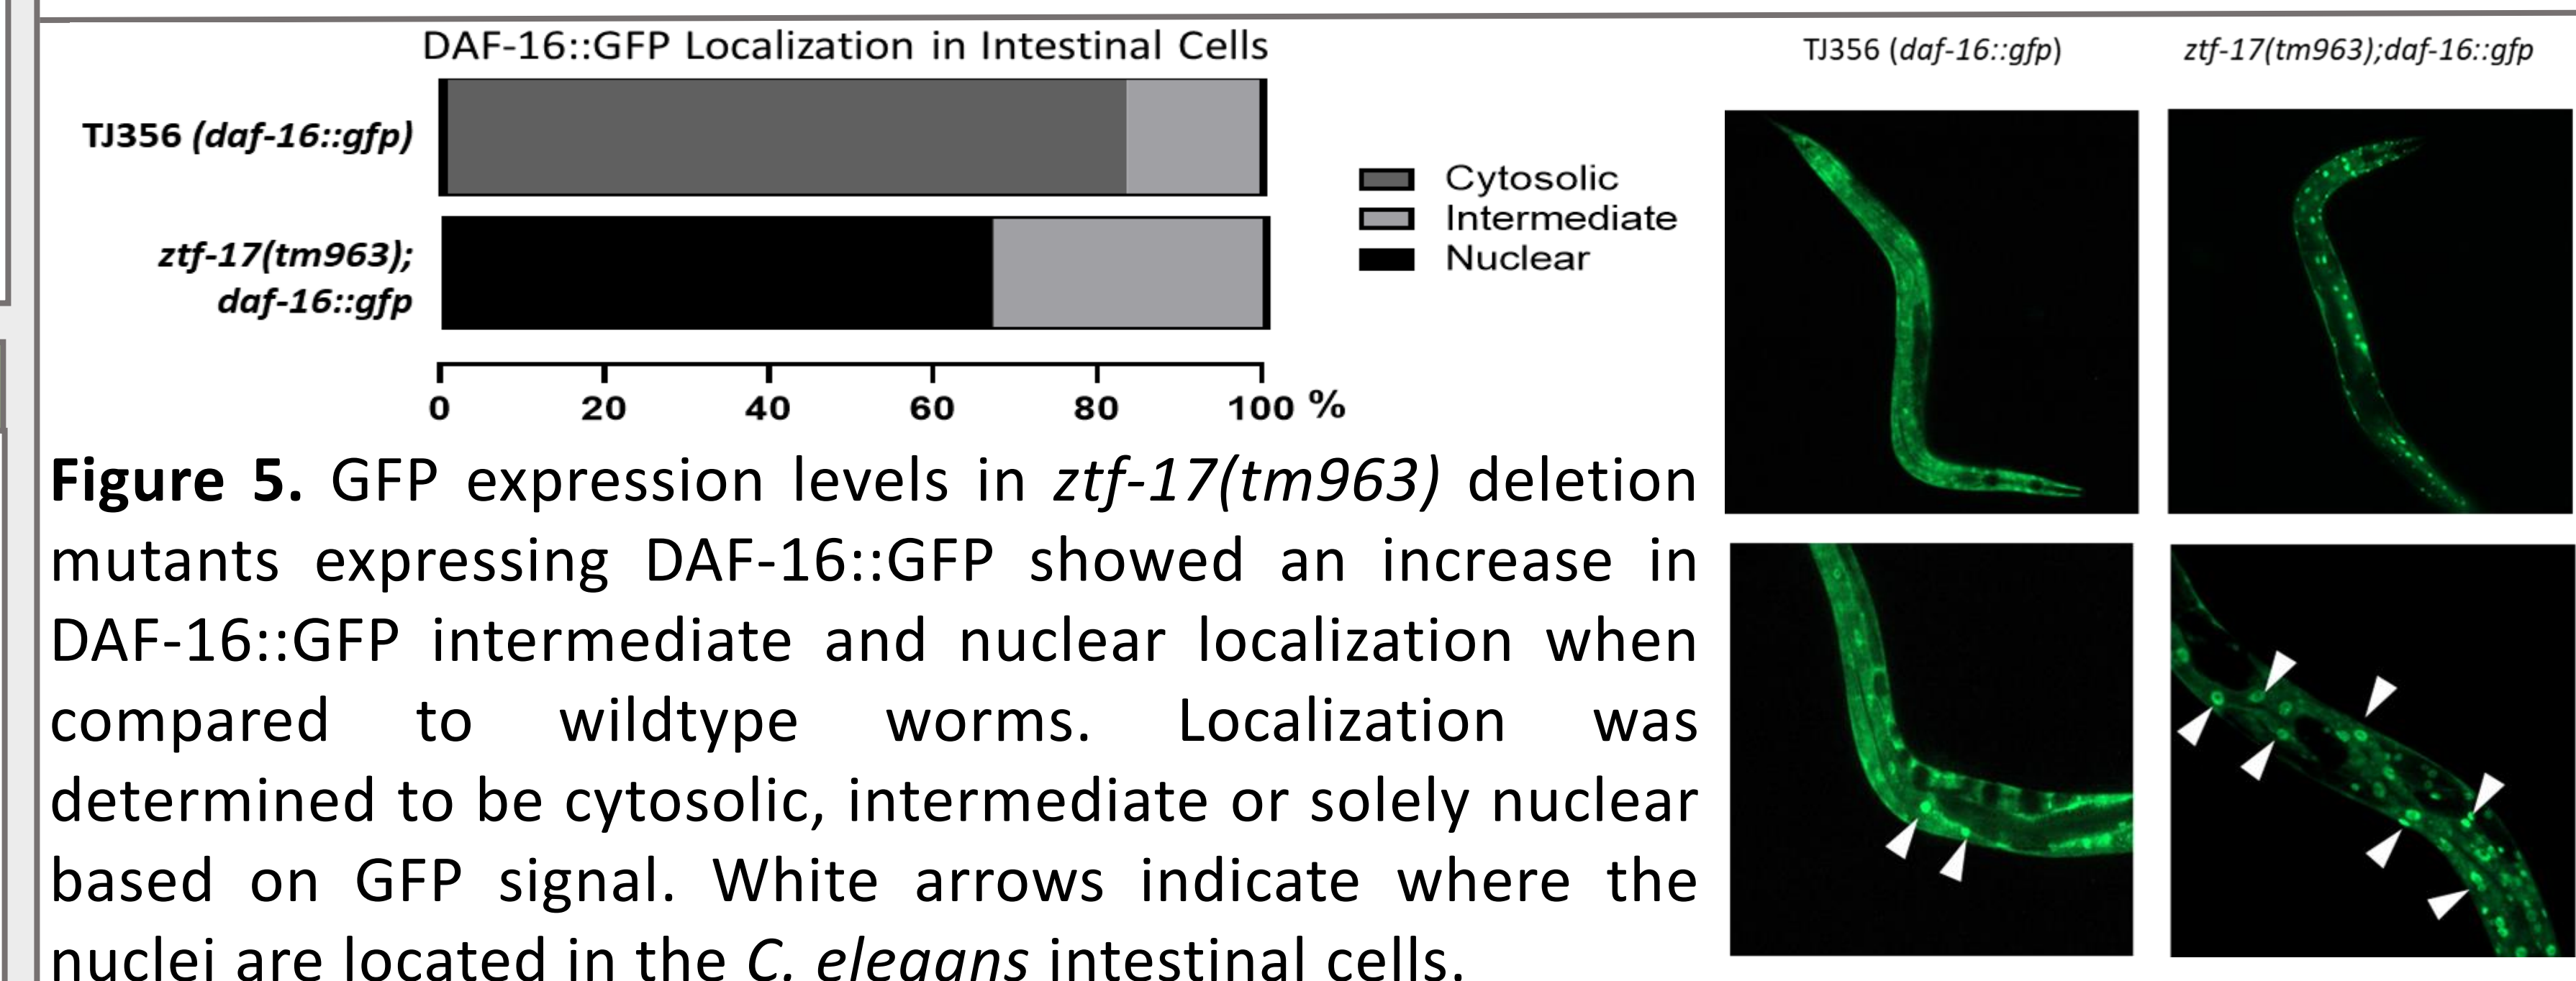 DAF-16::GFP Localization in Intestinal Cells
TJ356 (daf-16::gfp)
ztf-17(tm963);
daf-16::gfp
0 20 40 60 80 100 %
Cytosolic
Intermediate
Nuclear
Figure 5. GFP expression levels in ztf-17(tm963) deletion
mutants expressing DAF-16::GFP showed an increase in
DAF-16::GFP intermediate and nuclear localization when
compared to wildtype worms. Localization was
determined to be cytosolic, intermediate or solely nuclear
based on GFP signal. White arrows indicate where the
nuclei are located in the C. elegans intestinal cells.
TJ356 (daf-16::gfp)
ztf-17(tm963);daf-16::gfp